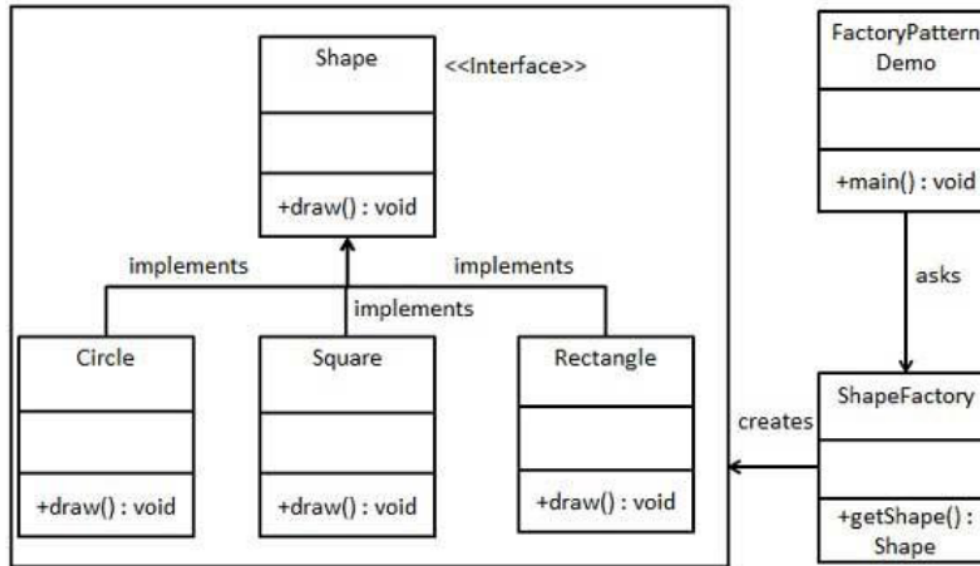 Shape
<<Interface>>
+draw() : void
implements
implements
implements
Circle
+draw() : void
Square
+draw() : void
Rectangle
+draw() : void
FactoryPattern
Demo
+main() : void
asks
ShapeFactory
+getShape() :
Shape
creates